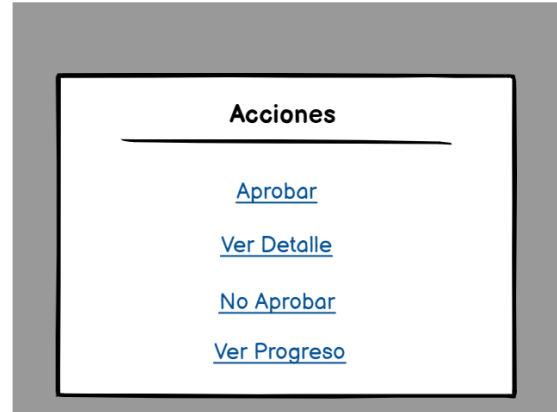 Acciones
Aprobar
Ver Detalle
No Aprobar
Ver Progreso